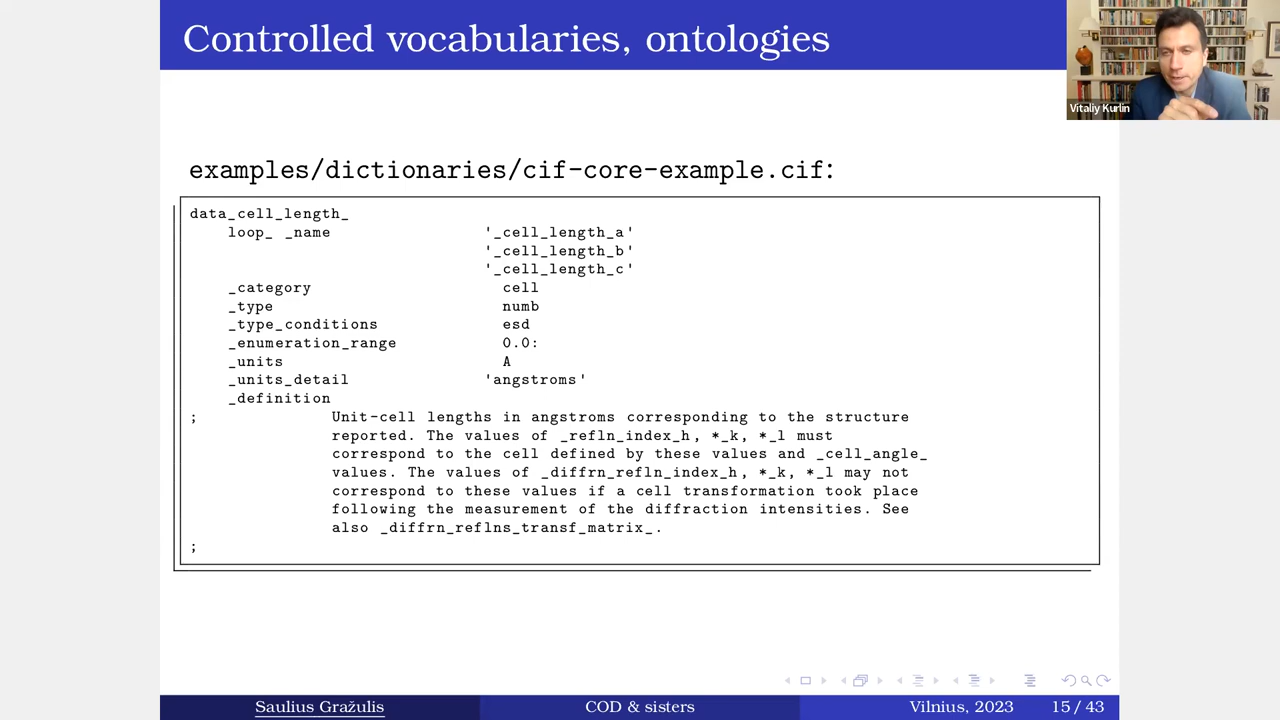 Controlled vocabularies, ontologies
Vitaliy Kurlin
examples/dictionaries/cif-core-example.cif:
data_cell_length_
loop_ _name '_cell_length_a'
'_cell_length_b'
'_cell_length_c'
_category cell
_type numb
_type_conditions esd
_enumeration_range 0.0:
_units A
_units_detail 'angstroms'
_definition
; Unit-cell lengths in angstroms corresponding to the structure
reported. The values of _refln_index_h, *_k, *_l must
correspond to the cell defined by these values and _cell_angle_
values. The values of _diffrn_refln_index_h, *_k, *_l may not
correspond to these values if a cell transformation took place
following the measurement of the diffraction intensities. See
also _diffrn_reflns_transf_matrix_.
;
Saulius Gražulis COD & sisters Vilnius, 2023 15 / 43